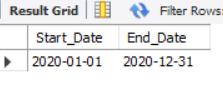 Result Grid Filter Rows:
Start_Date End_Date
2020-01-01 2020-12-31